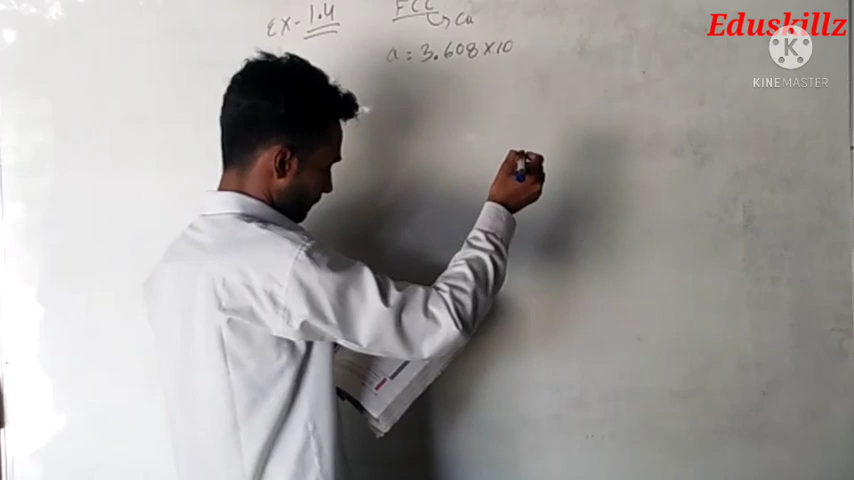 Ex- 1.4
FCC
↳ Cu
a = 3.608 × 10
Eduskillz
K
KINEMASTER